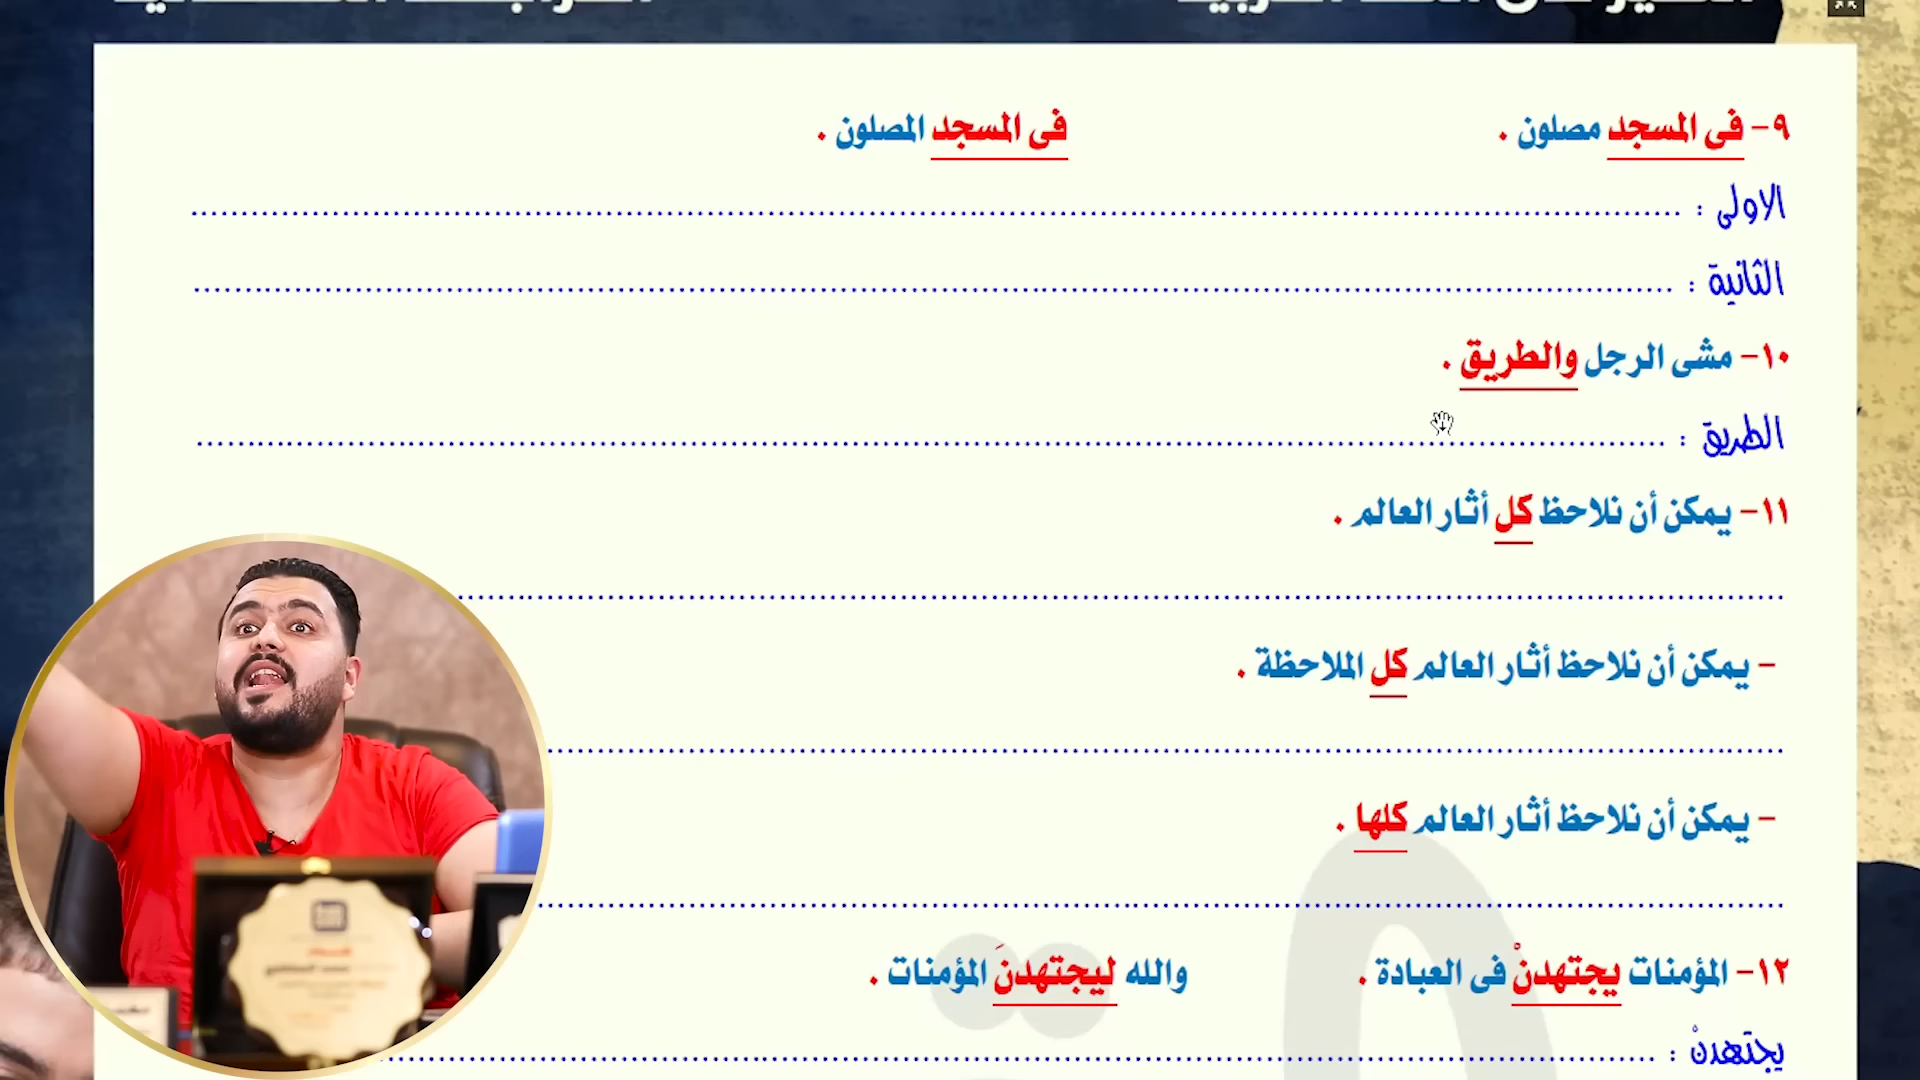 ٩- فى المسجد مصلون . فى المسجد المصلون .
الاولى : ........................................................................
الثانية : ........................................................................
١٠- مشى الرجل والطريق .
الطريق : ........................................................................
١١- يمكن أن نلاحظ كل أثار العالم .
........................................................................
- يمكن أن نلاحظ أثار العالم كل الملاحظة .
........................................................................
- يمكن أن نلاحظ أثار العالم كلها .
........................................................................
١٢- المؤمنات يجتهدنْ فى العبادة . والله ليجتهدنَ المؤمنات .
يجتهدنْ : ........................................................................